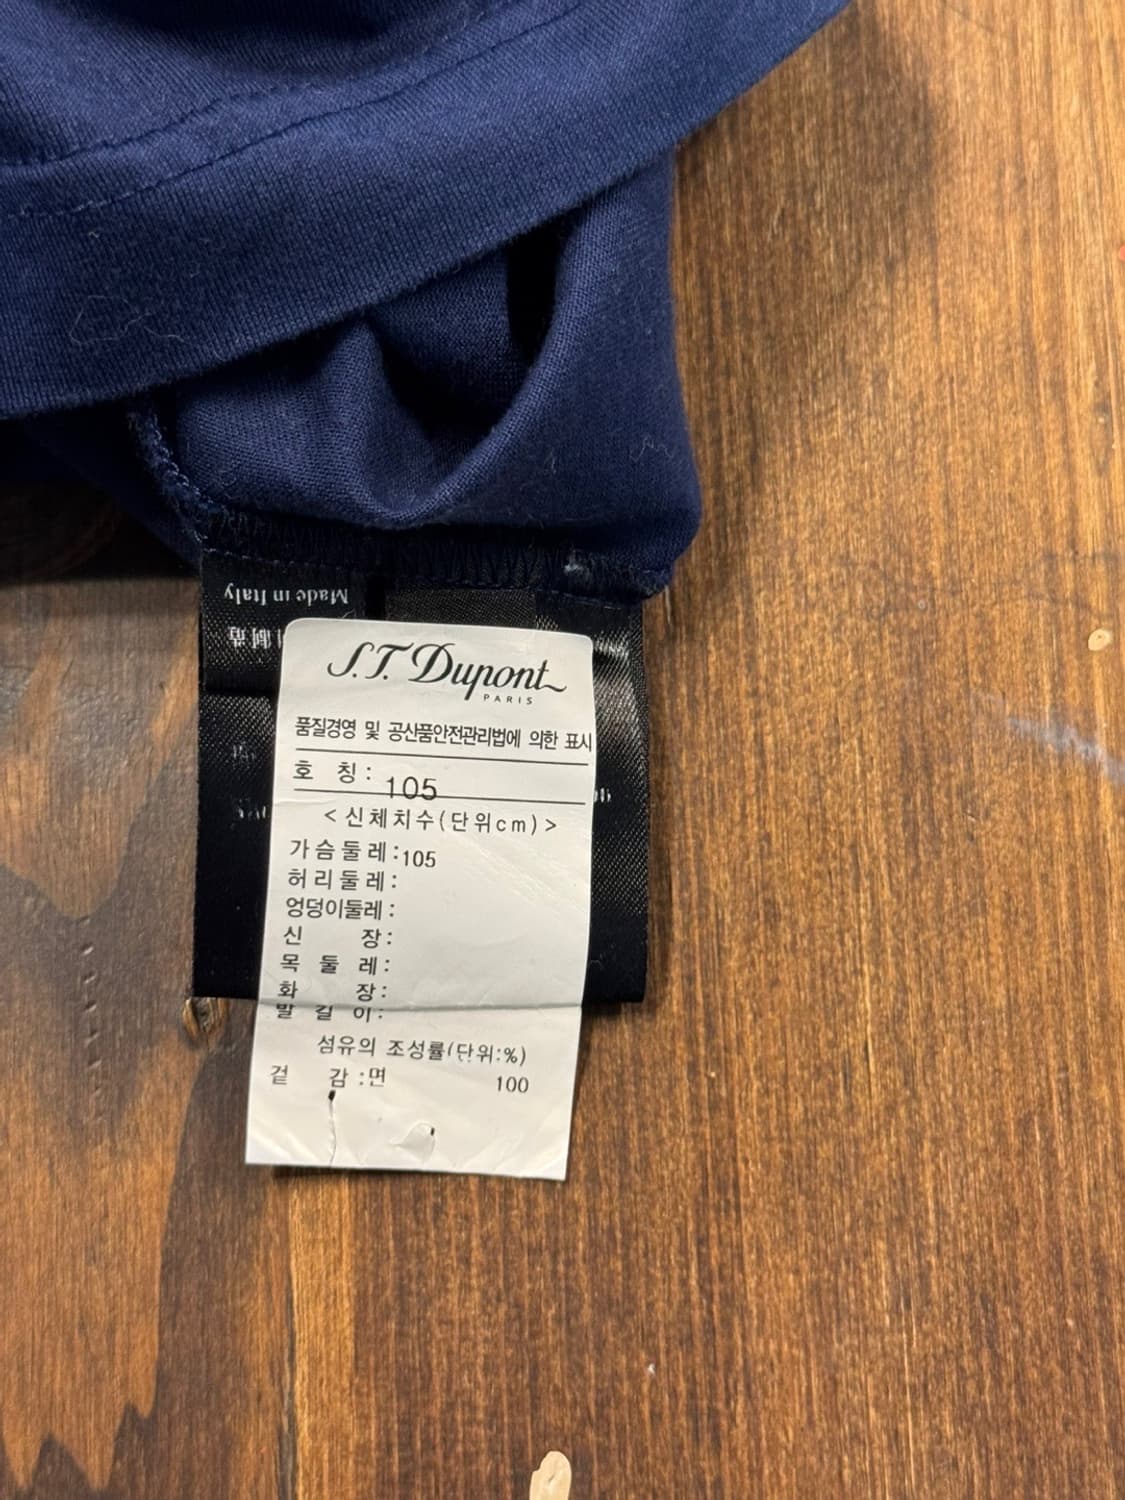 Made in Italy
制造
S.T. Dupont
PARIS
품질경영 및 공산품안전관리법에 의한 표시
호 칭: 105
<신체치수(단위cm)>
가슴둘레:105
허리둘레:
엉덩이둘레:
신 장:
목 둘 레:
화 장:
발 길 이:
섬유의 조성률(단위:%)
겉 감:면 100